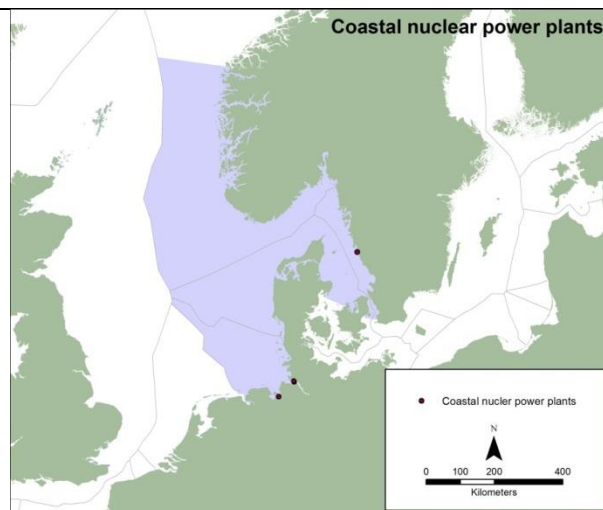 Coastal nuclear power plants
Coastal nucler power plants
N
0 100 200 400
Kilometers